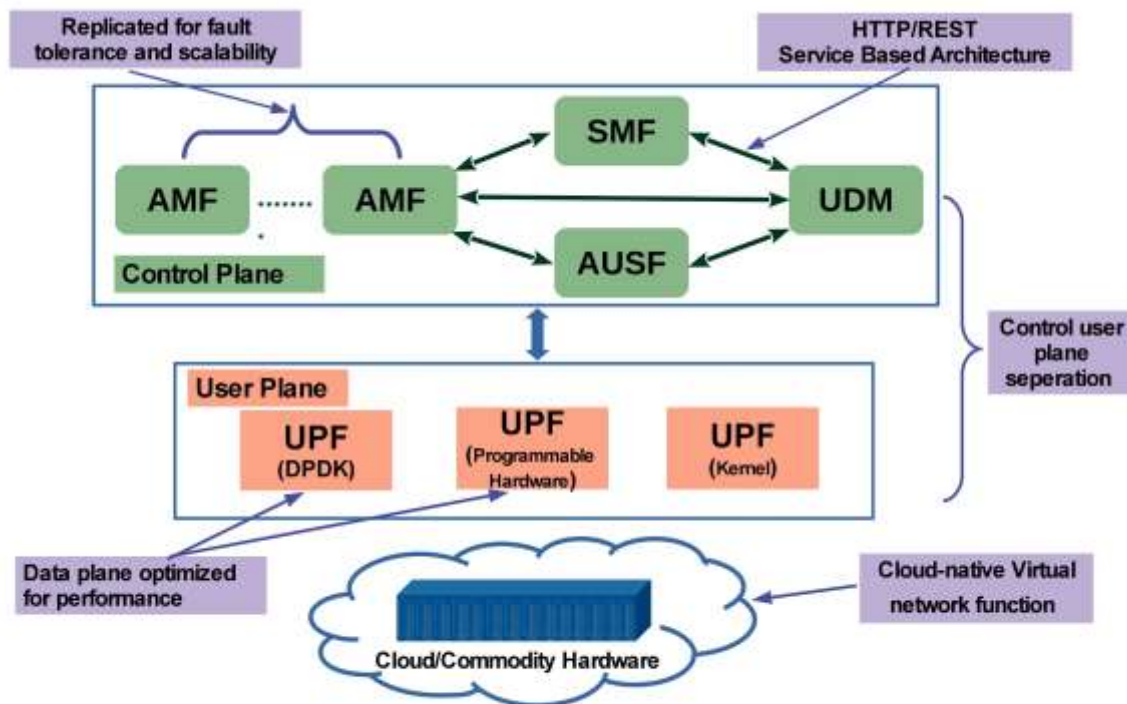 Replicated for fault
tolerance and scalability
HTTP/REST
Service Based Architecture
SMF
AMF
.......
.
AMF
UDM
AUSF
Control Plane
Control user
plane
seperation
User Plane
UPF
(DPDK)
UPF
(Programmable
Hardware)
UPF
(Kernel)
Data plane optimized
for performance
Cloud-native Virtual
network function
Cloud/Commodity Hardware